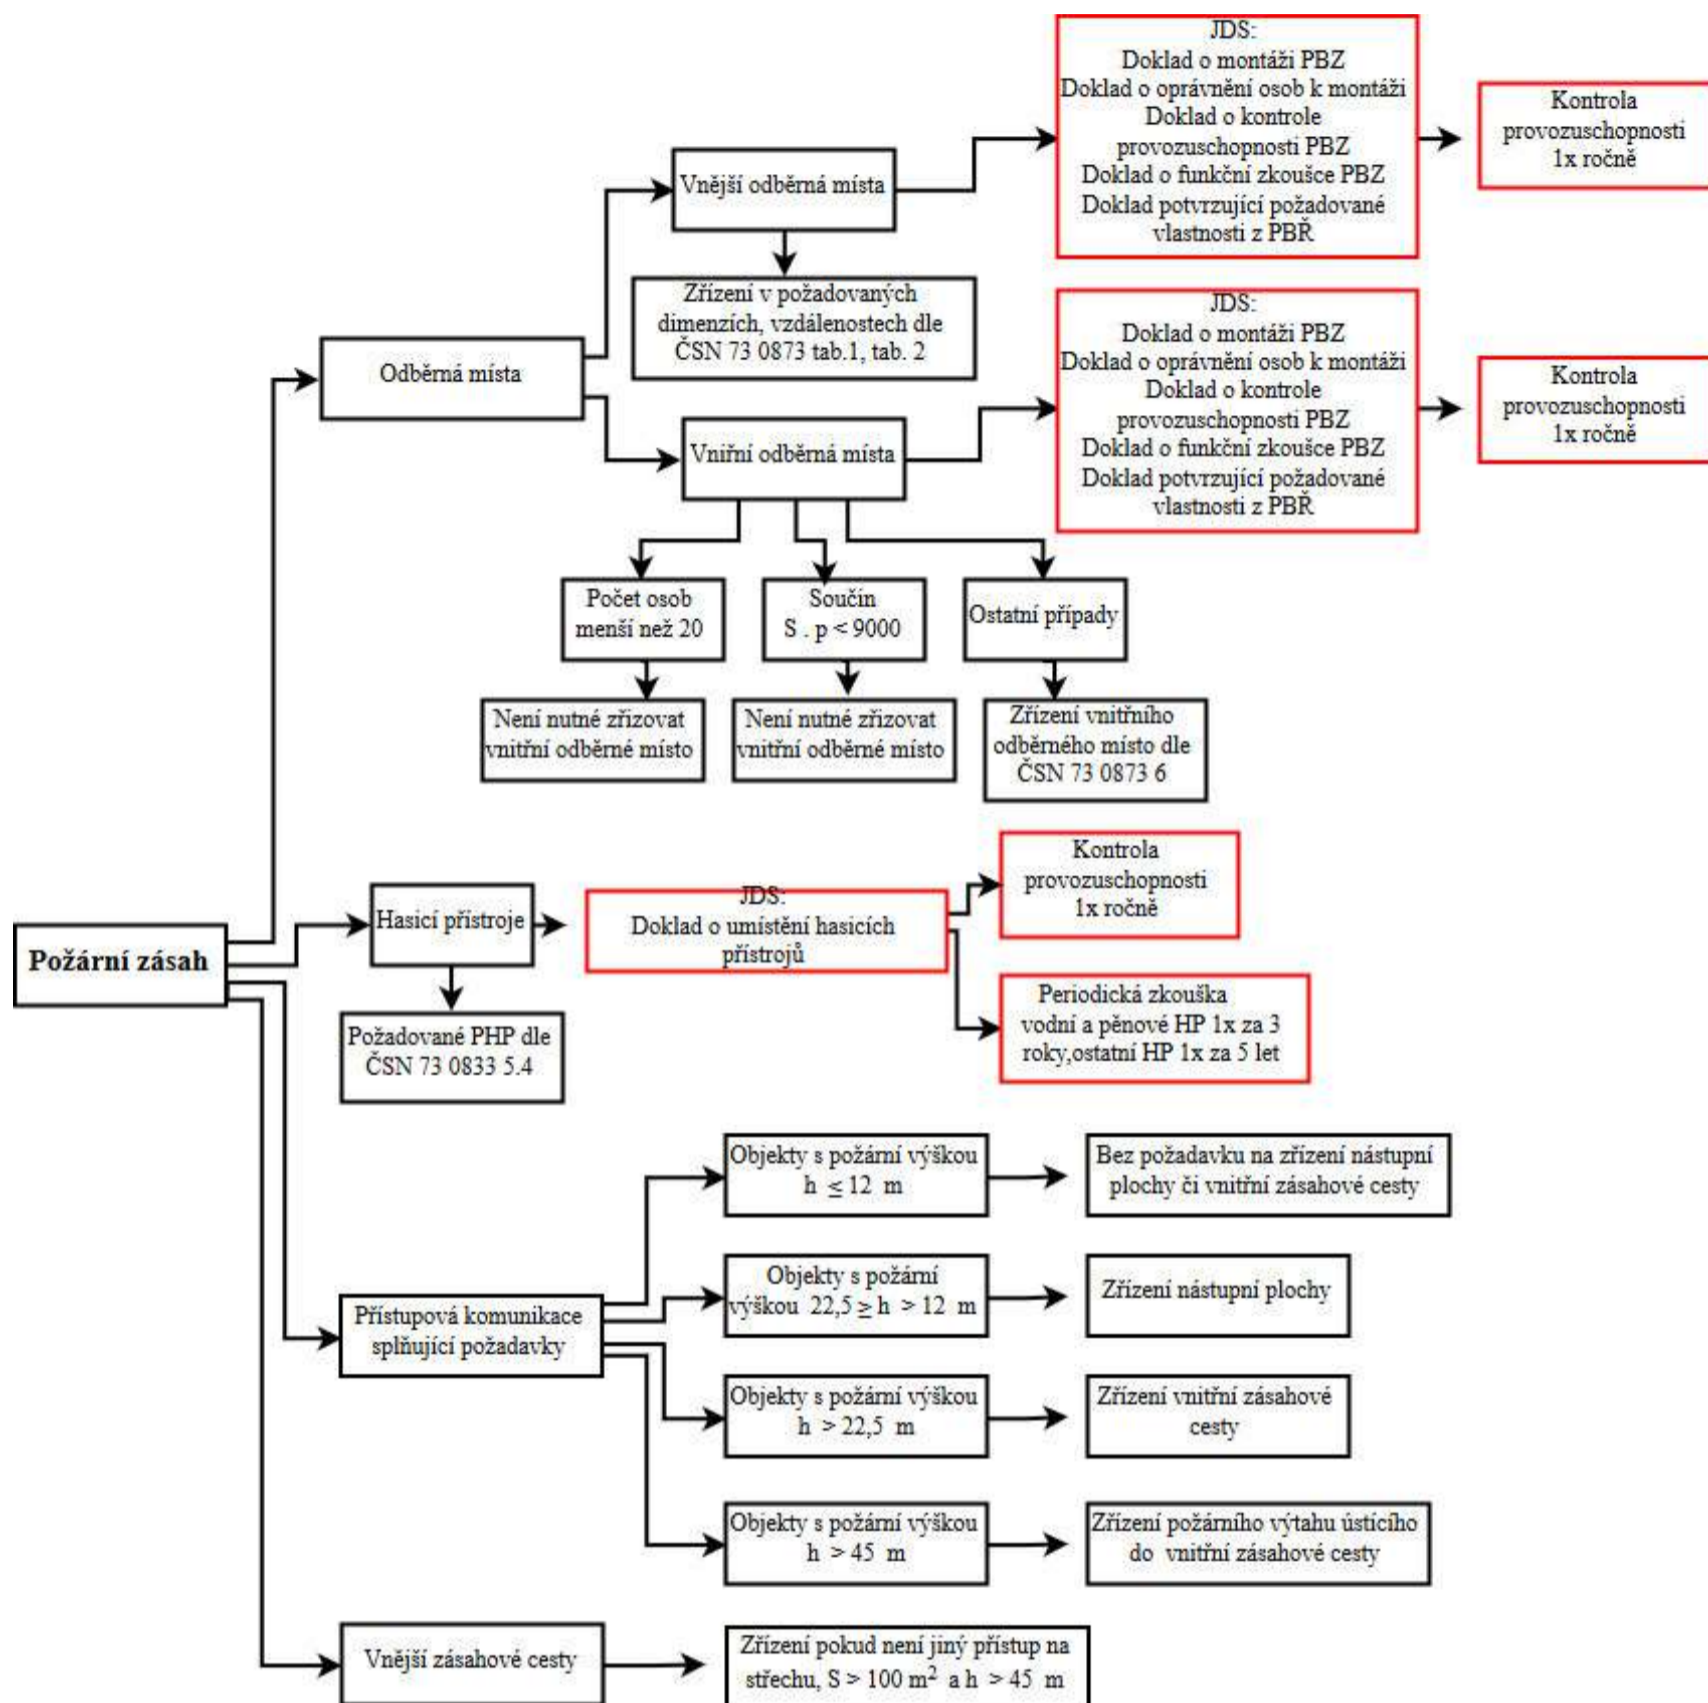 JDS:
Doklad o montáži PBZ
Doklad o oprávnění osob k montáži
Doklad o kontrole
provozuschopnosti PBZ
Doklad o funkční zkoušce PBZ
Doklad potvrzující požadované
vlastnosti z PBŘ
Kontrola
provozuschopnosti
1x ročně
Vnější odběrná místa
Zřízení v požadovaných
dimenzích, vzdálenostech dle
ČSN 73 0873 tab.1, tab. 2
Odběrná místa
JDS:
Doklad o montáži PBZ
Doklad o oprávnění osob k montáži
Doklad o kontrole
provozuschopnosti PBZ
Doklad o funkční zkoušce PBZ
Doklad potvrzující požadované
vlastnosti z PBŘ
Kontrola
provozuschopnosti
1x ročně
Vniřní odběrná místa
Počet osob
menší než 20
Součin
S . p < 9000
Ostatní případy
Není nutné zřizovat
vnitřní odběrné místo
Není nutné zřizovat
vnitřní odběrné místo
Zřízení vnitřního
odběrného místo dle
ČSN 73 0873 6
Požární zásah
Hasicí přístroje
JDS:
Doklad o umístění hasicích
přístrojů
Kontrola
provozuschopnosti
1x ročně
Periodická zkouška
vodní a pěnové HP 1x za 3
roky,ostatní HP 1x za 5 let
Požadované PHP dle
ČSN 73 0833 5.4
Přístupová komunikace
splňující požadavky
Objekty s požární výškou
h ≤ 12 m
Bez požadavku na zřízení nástupní
plochy či vnitřní zásahové cesty
Objekty s požární
výškou 22,5 ≥ h > 12 m
Zřízení nástupní plochy
Objekty s požární výškou
h > 22,5 m
Zřízení vnitřní zásahové
cesty
Objekty s požární výškou
h > 45 m
Zřízení požárního výtahu ústícího
do vnitřní zásahové cesty
Vnější zásahové cesty
Zřízení pokud není jiný přístup na
střechu, S > 100 m² a h > 45 m